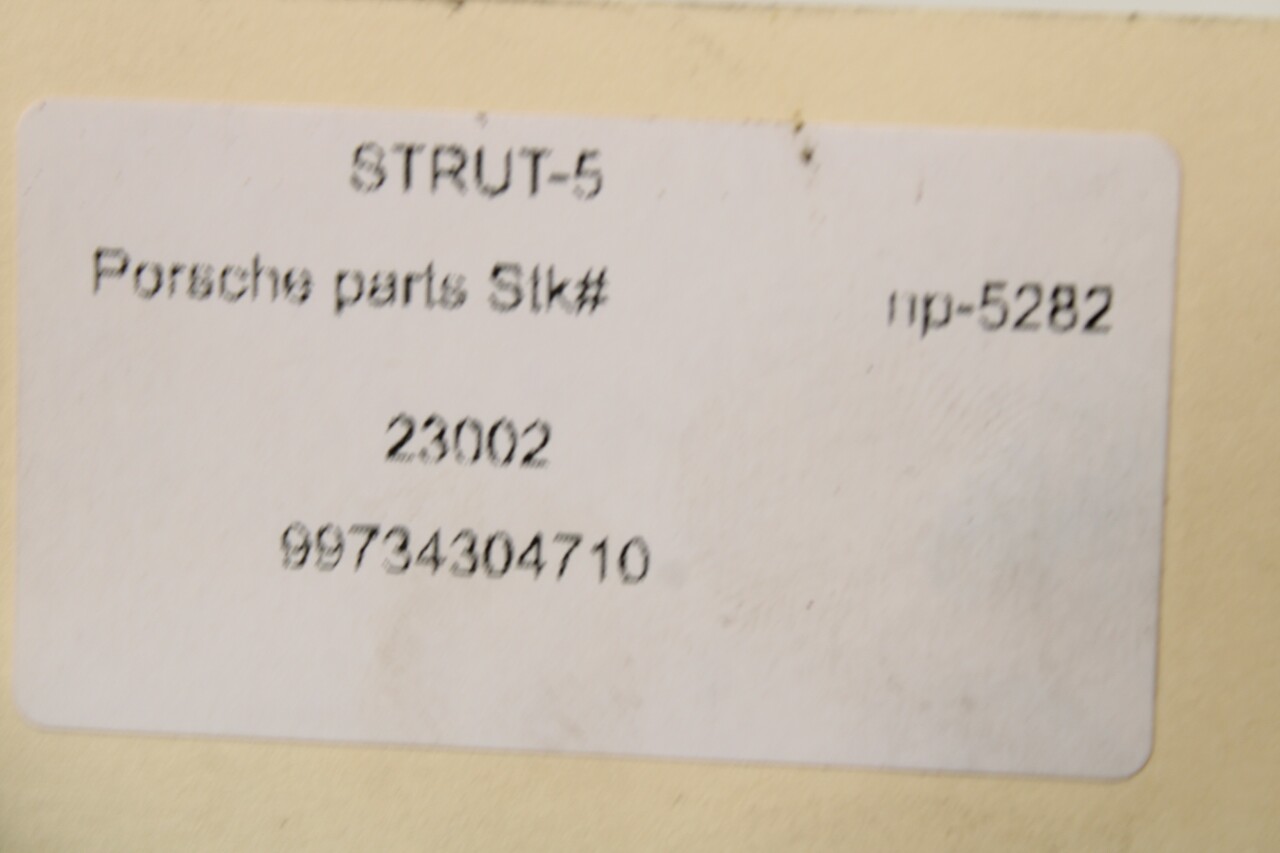 STRUT-5
Porsche parts Stk# np-5282
23002
99734304710